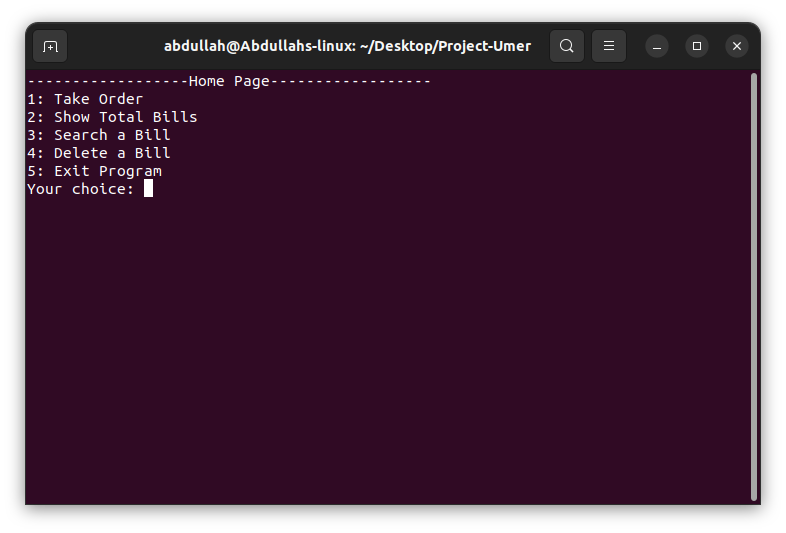 abdullah@Abdullahs-linux: ~/Desktop/Project-Umer
------------------Home Page------------------
1: Take Order
2: Show Total Bills
3: Search a Bill
4: Delete a Bill
5: Exit Program
Your choice: